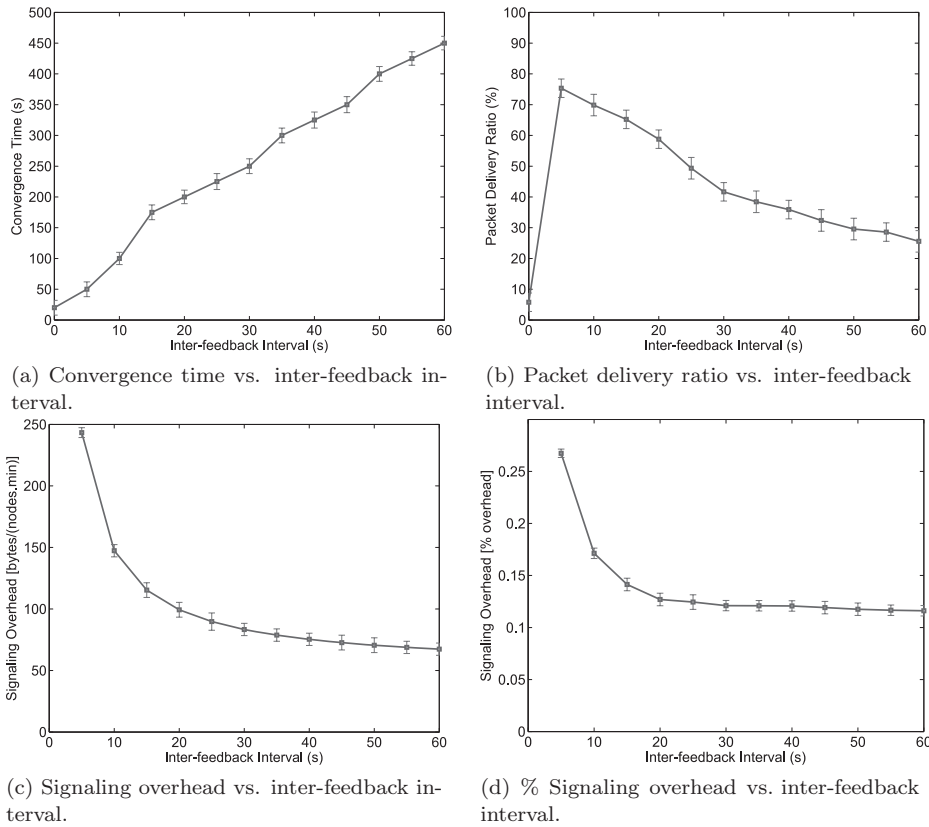 500
450
400
350
300
250
200
150
100
50
0
Convergence Time (s)
0 10 20 30 40 50 60
Inter-feedback Interval (s)
(a) Convergence time vs. inter-feedback in-
terval.
100
90
80
70
60
50
40
30
20
10
0
Packet Delivery Ratio (%)
0 10 20 30 40 50 60
Inter-feedback Interval (s)
(b) Packet delivery ratio vs. inter-feedback
interval.
250
200
150
100
50
0
Signaling Overhead [bytes/(nodes.min)]
0 10 20 30 40 50 60
Inter-feedback Interval (s)
(c) Signaling overhead vs. inter-feedback in-
terval.
0.25
0.2
0.15
0.1
0.05
0
Signaling Overhead [% overhead]
0 10 20 30 40 50 60
Inter-feedback Interval (s)
(d) % Signaling overhead vs. inter-feedback
interval.